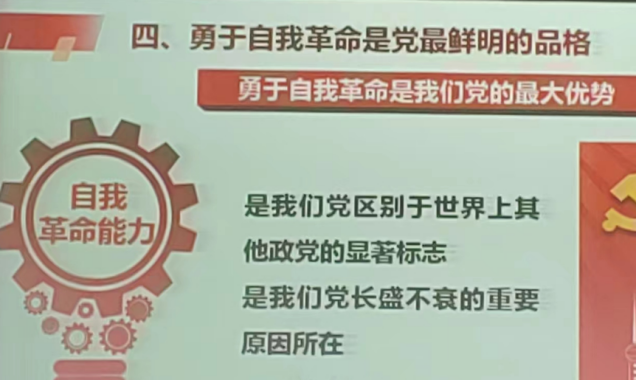 四、勇于自我革命是党最鲜明的品格
勇于自我革命是我们党的最大优势
自我
革命能力
是我们党区别于世界上其
他政党的显著标志
是我们党长盛不衰的重要
原因所在